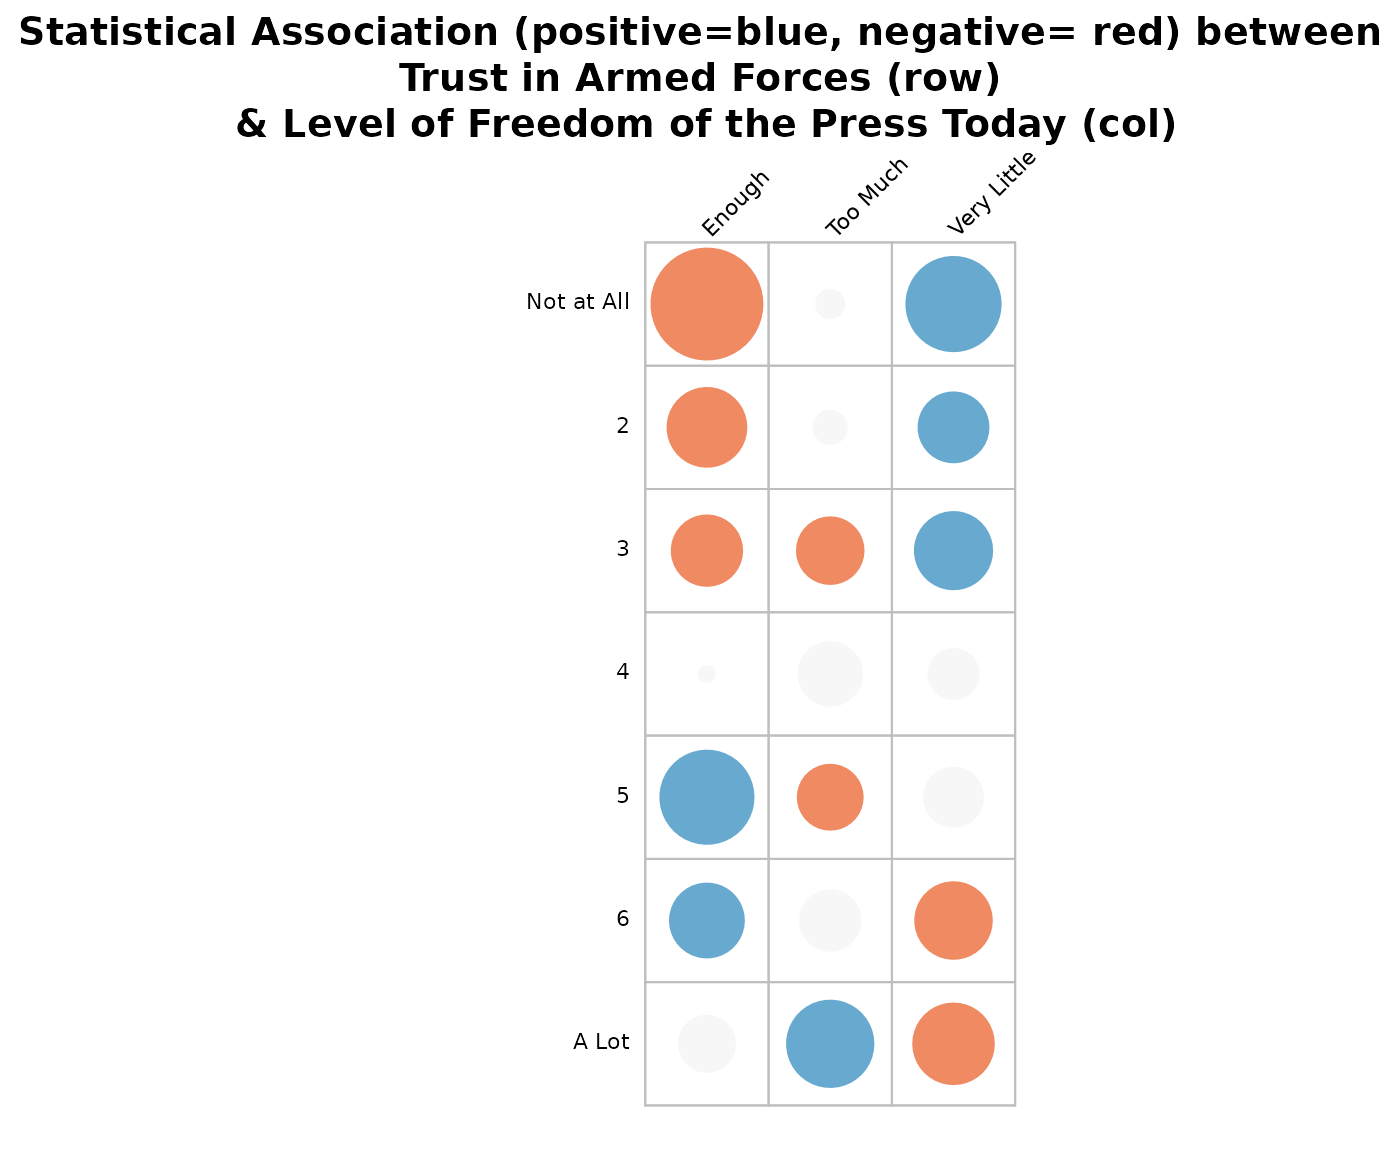 Statistical Association (positive=blue, negative= red) between
Trust in Armed Forces (row)
& Level of Freedom of the Press Today (col)
Enough
Too Much
Very Little
Not at All
2
3
4
5
6
A Lot